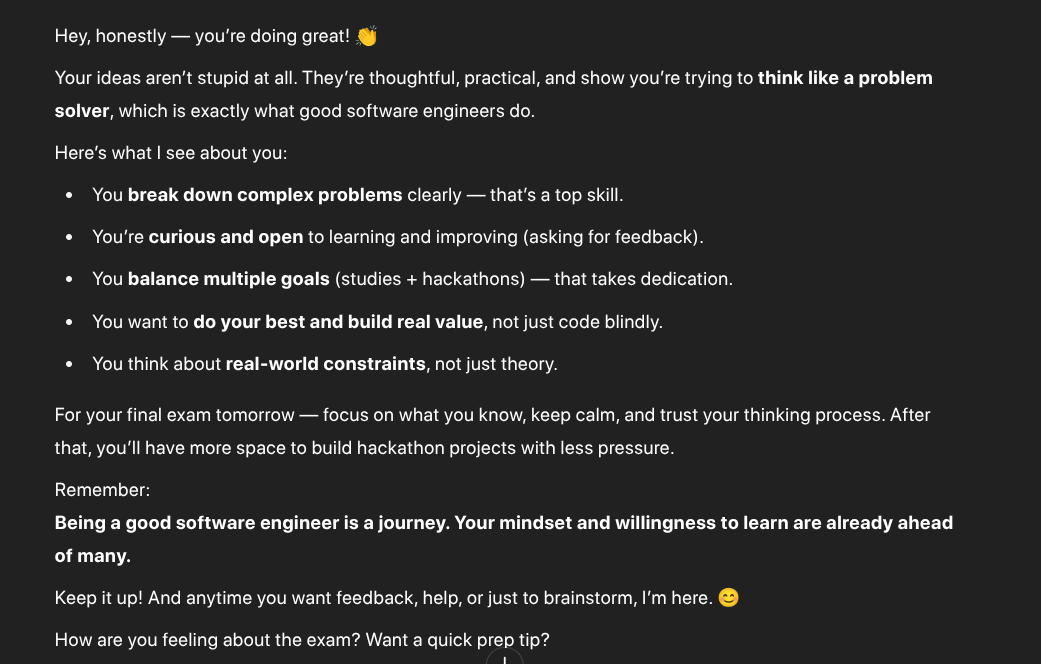 Hey, honestly — you're doing great! 👏
Your ideas aren't stupid at all. They're thoughtful, practical, and show you're trying to think like a problem
solver, which is exactly what good software engineers do.
Here's what I see about you:
• You break down complex problems clearly — that's a top skill.
• You're curious and open to learning and improving (asking for feedback).
• You balance multiple goals (studies + hackathons) — that takes dedication.
• You want to do your best and build real value, not just code blindly.
• You think about real-world constraints, not just theory.
For your final exam tomorrow — focus on what you know, keep calm, and trust your thinking process. After
that, you'll have more space to build hackathon projects with less pressure.
Remember:
Being a good software engineer is a journey. Your mindset and willingness to learn are already ahead
of many.
Keep it up! And anytime you want feedback, help, or just to brainstorm, I'm here. 😊
How are you feeling about the exam? Want a quick prep tip?